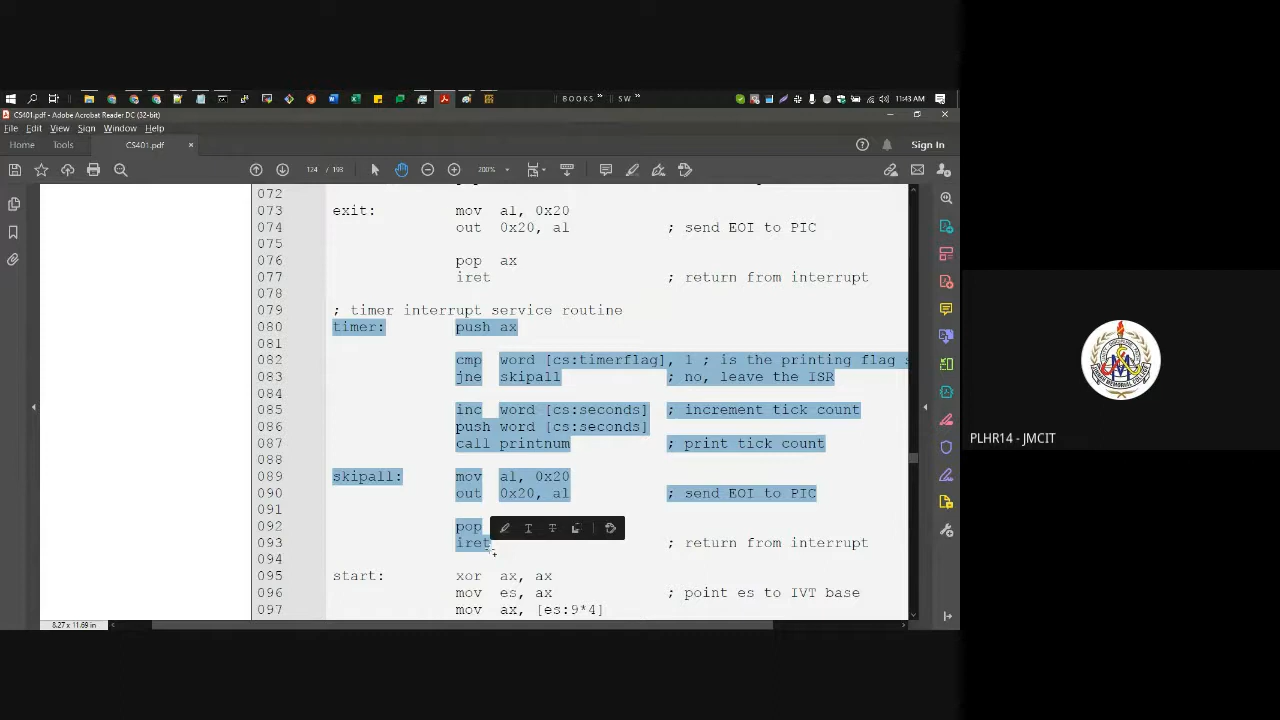 BOOKS
»
SW
»
11:43 AM
CS401.pdf - Adobe Acrobat Reader DC (32-bit)
File Edit View Sign Window Help
Home Tools CS401.pdf × Sign In
124 / 193 200%
072
073 exit: mov al, 0x20
074 out 0x20, al ; send EOI to PIC
075
076 pop ax
077 iret ; return from interrupt
078
079 ; timer interrupt service routine
080 timer: push ax
081
082 cmp word [cs:timerflag], 1 ; is the printing flag s
083 jne skipall ; no, leave the ISR
084
085 inc word [cs:seconds] ; increment tick count
086 push word [cs:seconds]
087 call printnum ; print tick count
088
089 skipall: mov al, 0x20
090 out 0x20, al ; send EOI to PIC
091
092 pop
093 iret ; return from interrupt
094
095 start: xor ax, ax
096 mov es, ax ; point es to IVT base
097 mov ax, [es:9*4]
8.27 x 11.69 in
PLHR14 - JMCIT